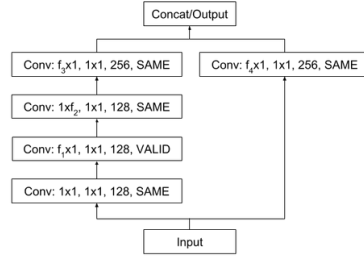 Concat/Output
Conv: f₃x1, 1x1, 256, SAME
Conv: f₄x1, 1x1, 256, SAME
Conv: 1xf₂, 1x1, 128, SAME
Conv: f₁x1, 1x1, 128, VALID
Conv: 1x1, 1x1, 128, SAME
Input